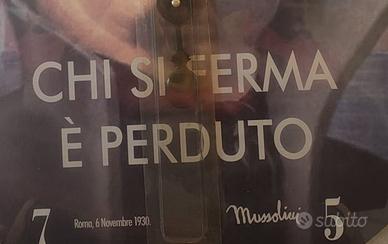 CHI SI FERMA
È PERDUTO
7 Roma, 6 Novembre 1930. Mussolini 5
subito